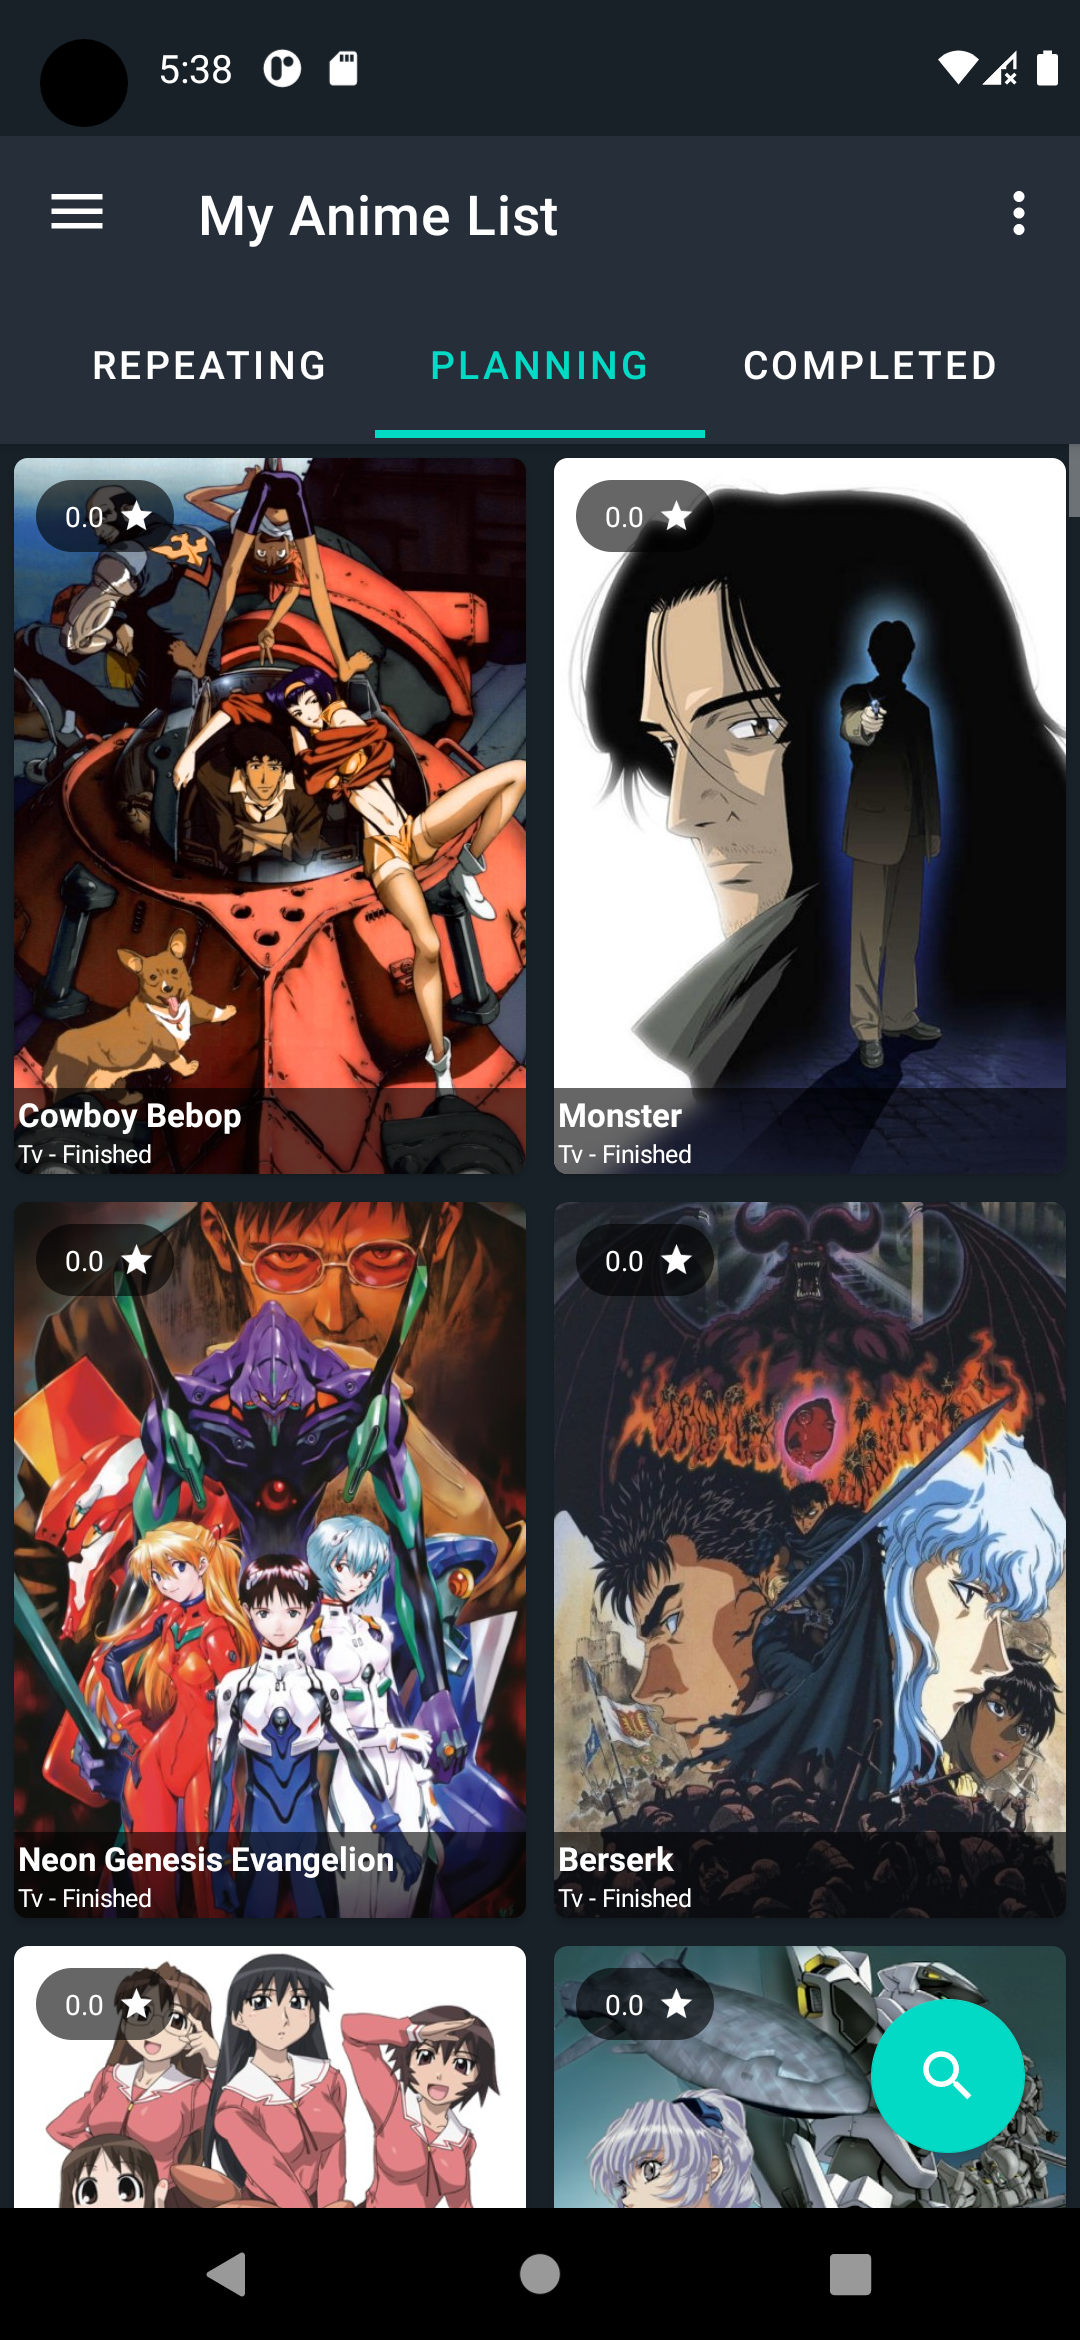 5:38
My Anime List
REPEATING
PLANNING
COMPLETED
0.0
0.0
Cowboy Bebop
Tv - Finished
Monster
Tv - Finished
0.0
0.0
Neon Genesis Evangelion
Tv - Finished
Berserk
Tv - Finished
0.0
0.0